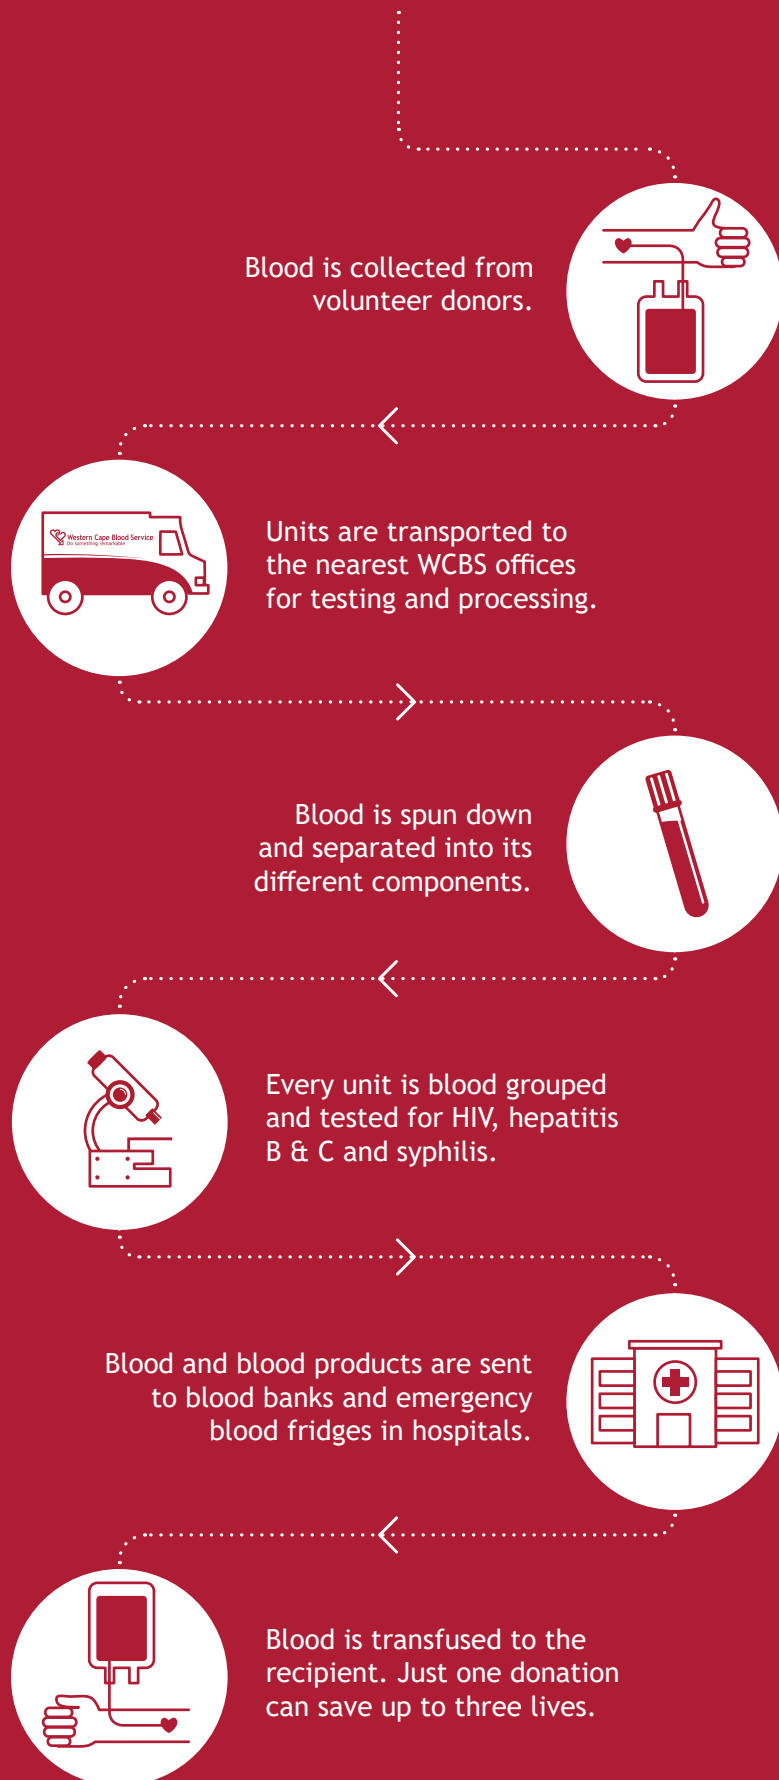 Blood is collected from
volunteer donors.
Western Cape Blood Service
Do something remarkable
Units are transported to
the nearest WCBS offices
for testing and processing.
Blood is spun down
and separated into its
different components.
Every unit is blood grouped
and tested for HIV, hepatitis
B & C and syphilis.
Blood and blood products are sent
to blood banks and emergency
blood fridges in hospitals.
Blood is transfused to the
recipient. Just one donation
can save up to three lives.